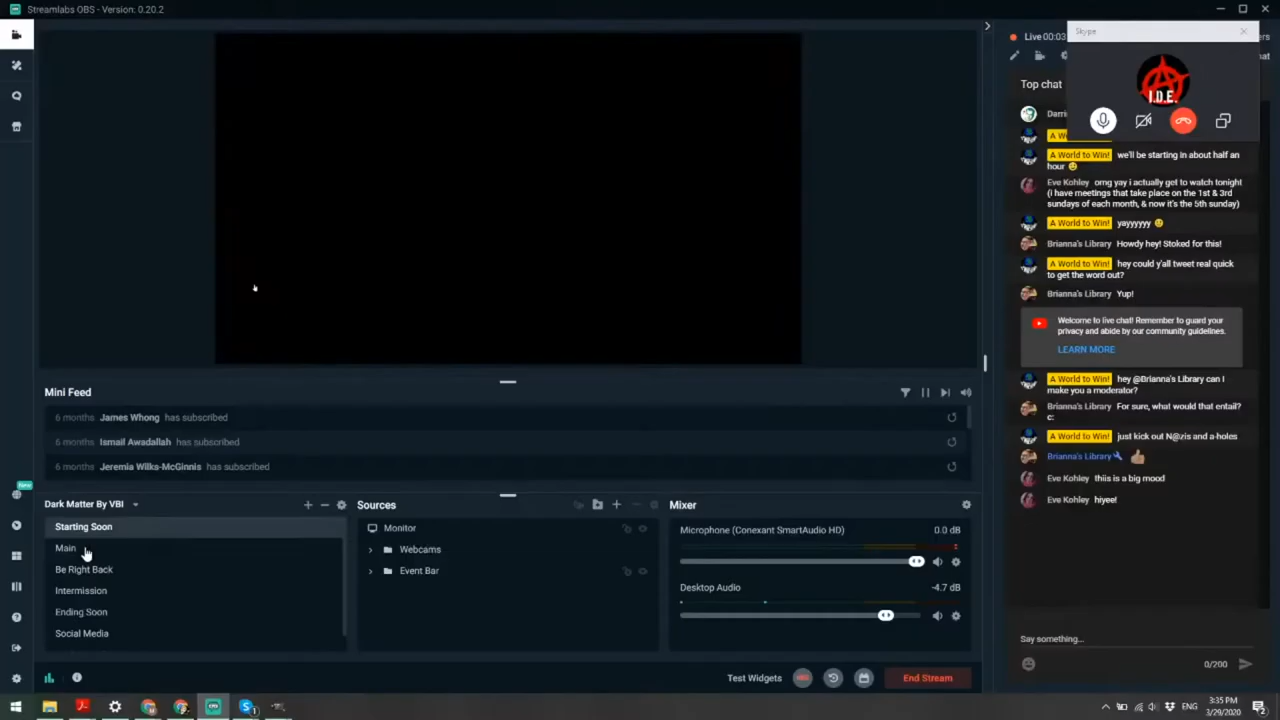 Streamlabs OBS - Version: 0.20.2
Live 00:03
ers
Skype
I.D.E.
Top chat
hat
Darri
A W
A World to Win! we'll be starting in about half an
hour
Eve Kohley omg yay i actually get to watch tonight
(i have meetings that take place on the 1st & 3rd
sundays of each month, & now it's the 5th sunday)
A World to Win! yayyyyyy
Brianna's Library Howdy hey! Stoked for this!
A World to Win! hey could y'all tweet real quick
to get the word out?
Brianna's Library Yup!
Welcome to live chat! Remember to guard your
privacy and abide by our community guidelines.
LEARN MORE
A World to Win! hey @Brianna's Library can I
make you a moderator?
Brianna's Library For sure, what would that entail?
c:
A World to Win! just kick out N@zis and a-holes
Brianna's Library
Eve Kohley thiis is a big mood
Eve Kohley hiyee!
Say something...
0/200
Mini Feed
6 months James Whong has subscribed
6 months Ismail Awadallah has subscribed
6 months Jeremia Wilks-McGinnis has subscribed
New
Dark Matter By VBI
Starting Soon
Main
Be Right Back
Intermission
Ending Soon
Social Media
Sources
Monitor
Webcams
Event Bar
Mixer
Microphone (Conexant SmartAudio HD) 0.0 dB
Desktop Audio -4.7 dB
Test Widgets
REC
End Stream
ENG
3:35 PM
3/29/2020